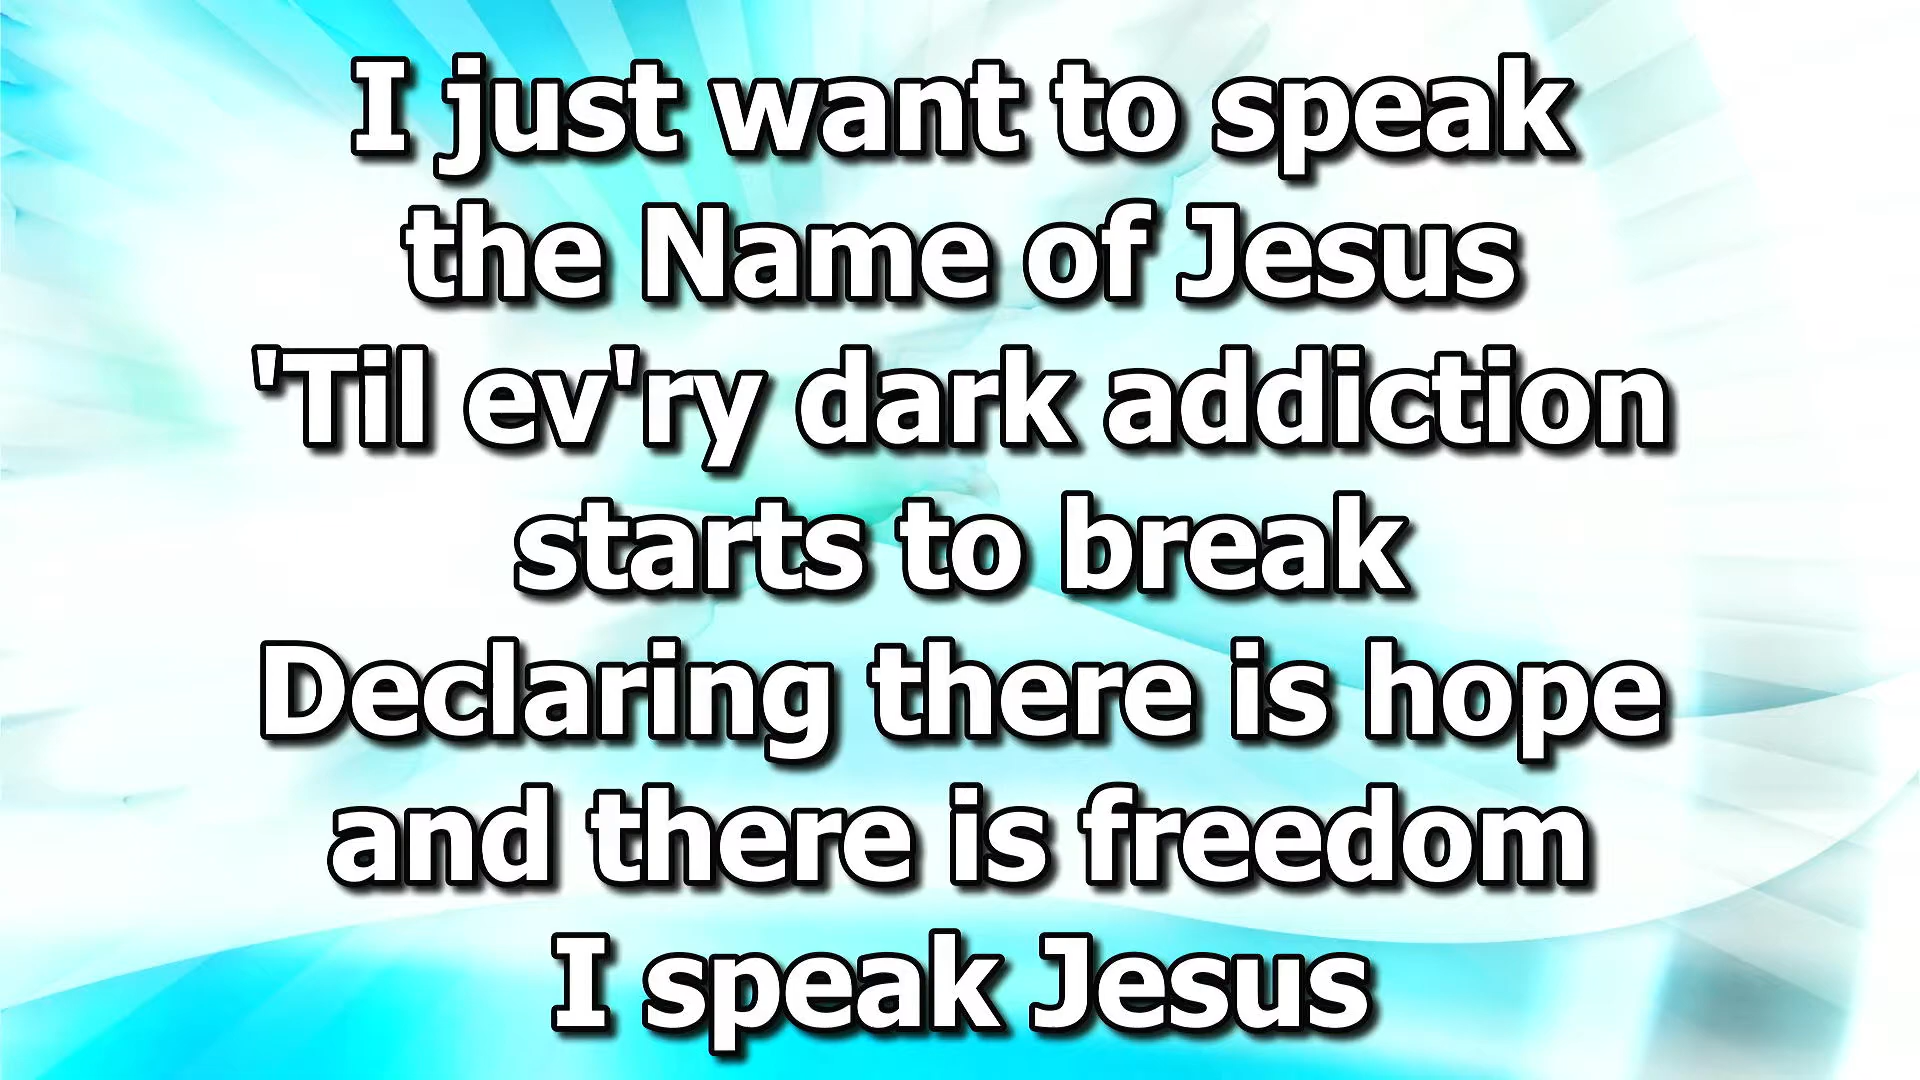 I just want to speak
the Name of Jesus
'Til ev'ry dark addiction
starts to break
Declaring there is hope
and there is freedom
I speak Jesus